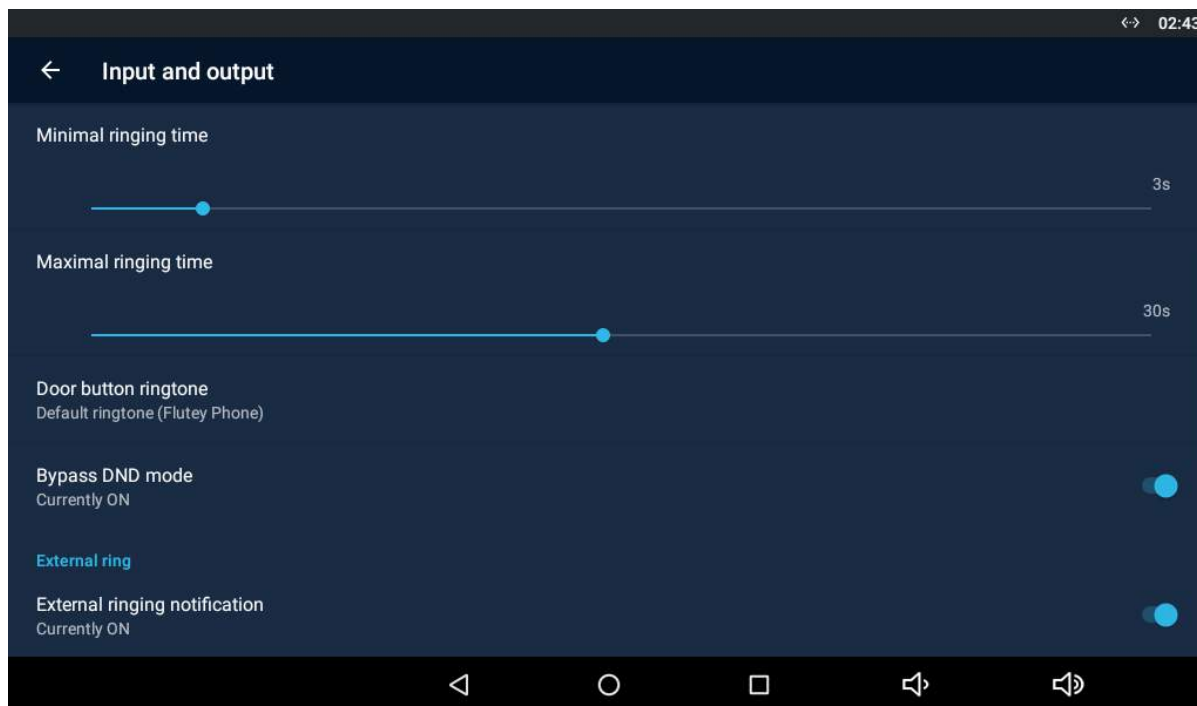 02:43
Input and output
Minimal ringing time
3s
Maximal ringing time
30s
Door button ringtone
Default ringtone (Flutey Phone)
Bypass DND mode
Currently ON
External ring
External ringing notification
Currently ON